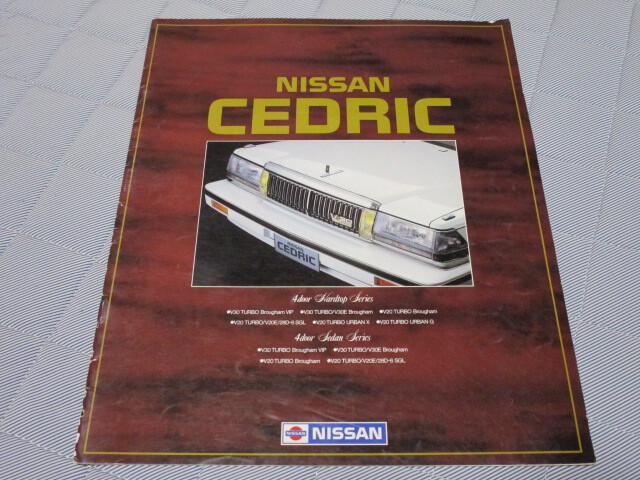 NISSAN
CEDRIC
NISSAN
CEDRIC
4door Hardtop Series
●V30 TURBO Brougham VIP ●V30 TURBO/V30E Brougham ●V20 TURBO Brougham
●V20 TURBO/V20E/28D-6 SGL ●V20 TURBO URBAN X ●V20 TURBO URBAN G
4door Sedan Series
●V30 TURBO Brougham VIP ●V30 TURBO/V30E Brougham
●V20 TURBO Brougham ●V20 TURBO/V20E/28D-6 SGL
NISSAN NISSAN